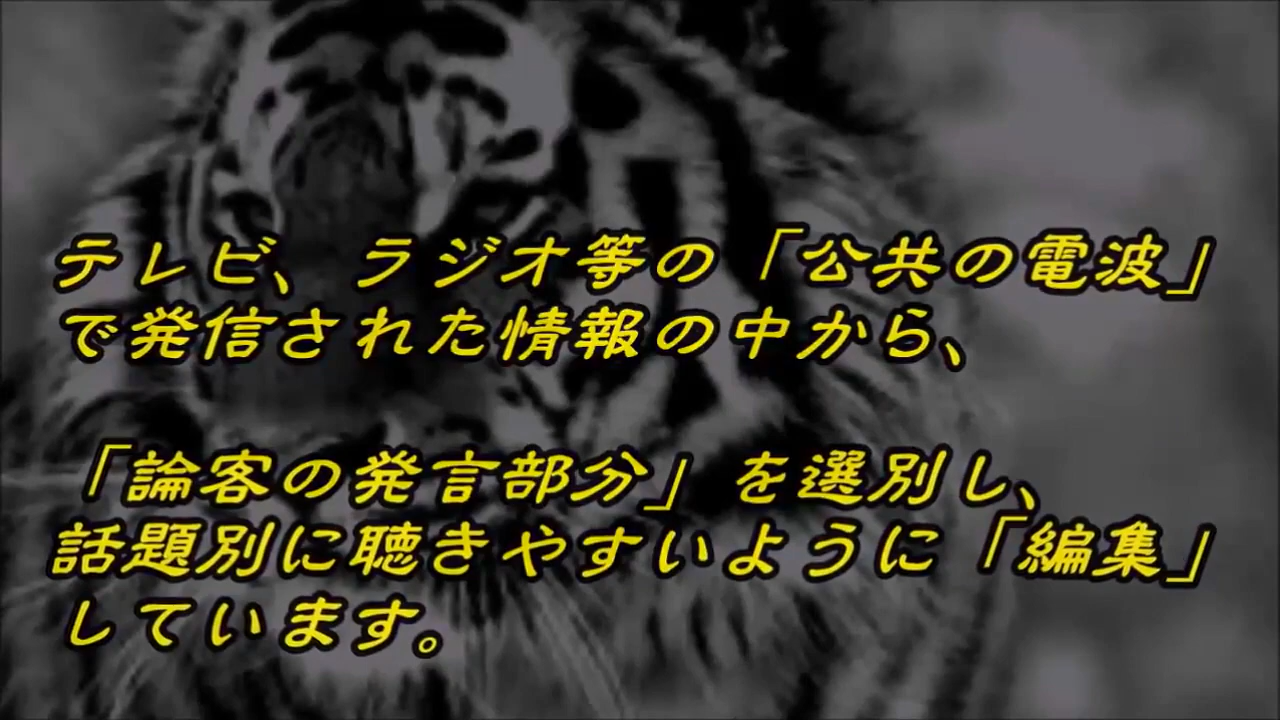 テレビ、ラジオ等の「公共の電波」
で発信された情報の中から、
「論客の発言部分」を選別し、
話題別に聴きやすいように「編集」
しています。